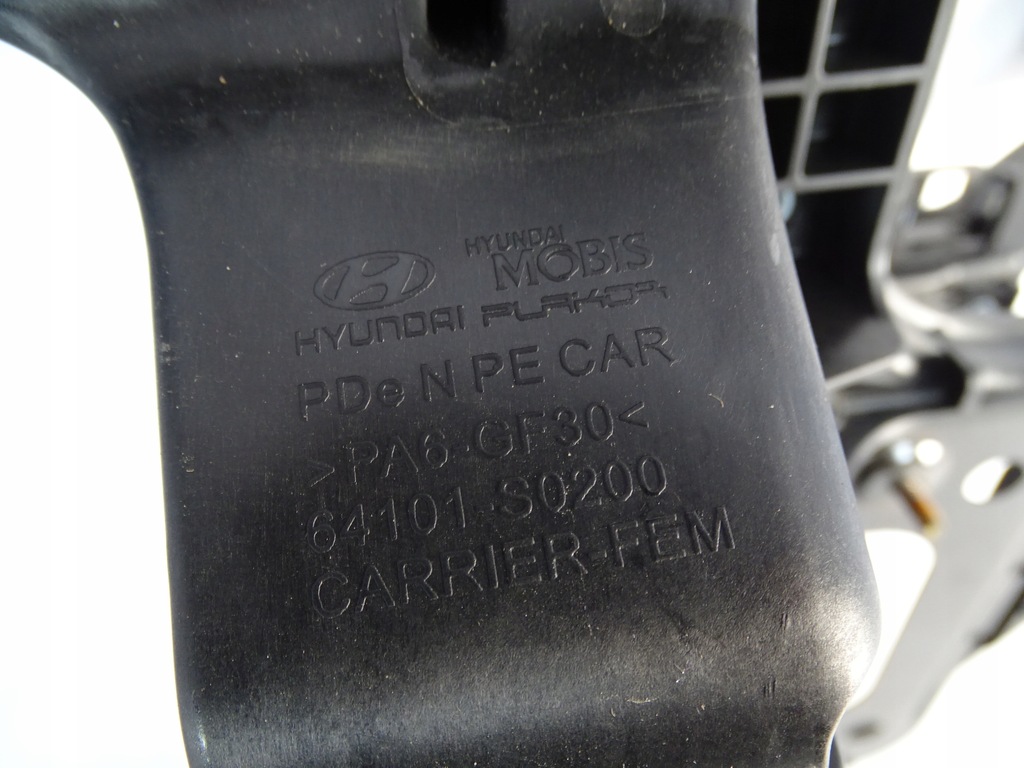 HYUNDAI
MOBIS
HYUNDAI PLAKOR
PDe N PE CAR
>PA6-GF30<
64101-S0200
CARRIER-FEM